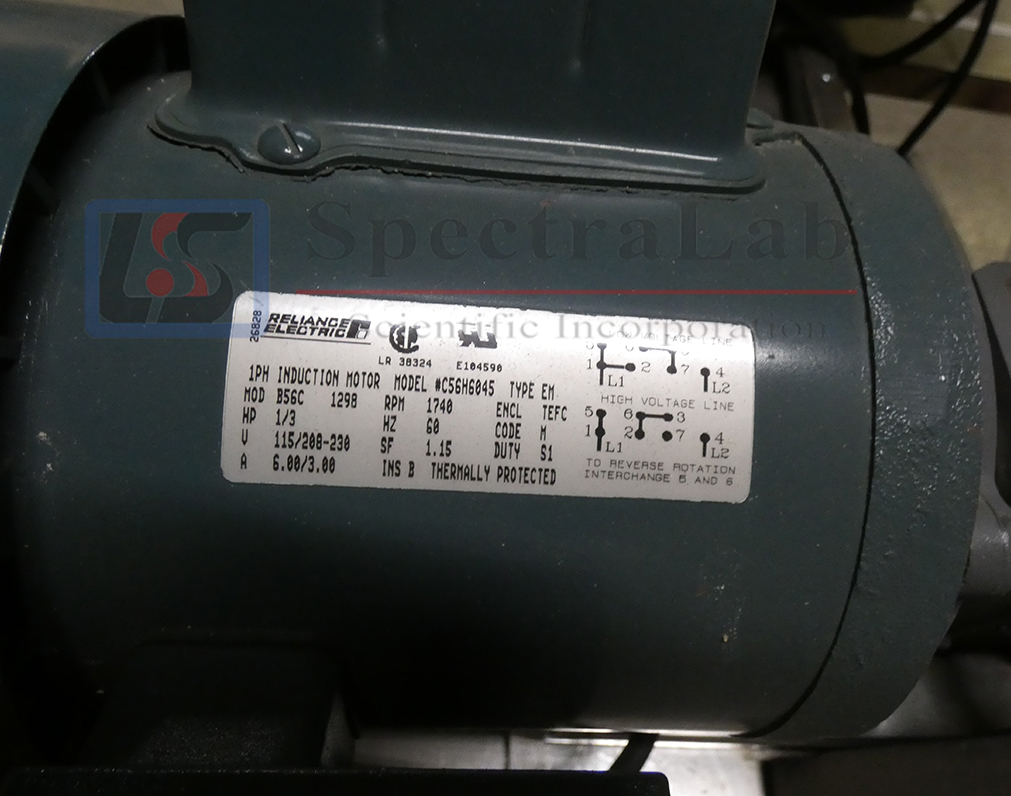 SpectraLab
Scientific Incorporation
26828
RELIANCE
ELECTRIC
LR 38324 E104590
1PH INDUCTION MOTOR MODEL #C56H6045 TYPE EM
MOD B56C 1298 RPM 1740 ENCL TEFC
HP 1/3 HZ 60 CODE M
V 115/208-230 SF 1.15 DUTY S1
A 6.00/3.00 INS B THERMALLY PROTECTED
LINE
1 2 7 4
L1 L2
HIGH VOLTAGE LINE
5 6 3
1 2 7 4
L1 L2
TO REVERSE ROTATION
INTERCHANGE 5 AND 6